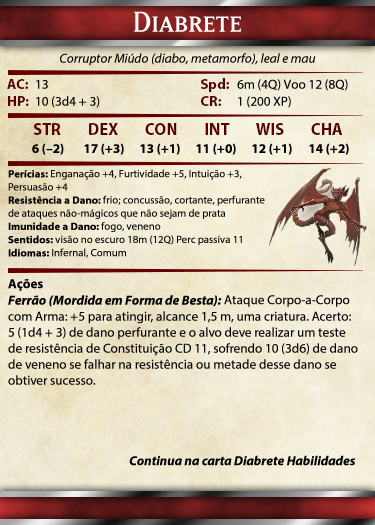 Diabrete
Corruptor Miúdo (diabo, metamorfo), leal e mau
AC: 13 Spd: 6m (4Q) Voo 12 (8Q)
HP: 10 (3d4 + 3) CR: 1 (200 XP)
STR DEX CON INT WIS CHA
6 (–2) 17 (+3) 13 (+1) 11 (+0) 12 (+1) 14 (+2)
Perícias: Enganação +4, Furtividade +5, Intuição +3,
Persuasão +4
Resistência a Dano: frio; concussão, cortante, perfurante
de ataques não-mágicos que não sejam de prata
Imunidade a Dano: fogo, veneno
Sentidos: visão no escuro 18m (12Q) Perc passiva 11
Idiomas: Infernal, Comum
Ações
Ferrão (Mordida em Forma de Besta): Ataque Corpo-a-Corpo
com Arma: +5 para atingir, alcance 1,5 m, uma criatura. Acerto:
5 (1d4 + 3) de dano perfurante e o alvo deve realizar um teste
de resistência de Constituição CD 11, sofrendo 10 (3d6) de dano
de veneno se falhar na resistência ou metade desse dano se
obtiver sucesso.
Continua na carta Diabrete Habilidades